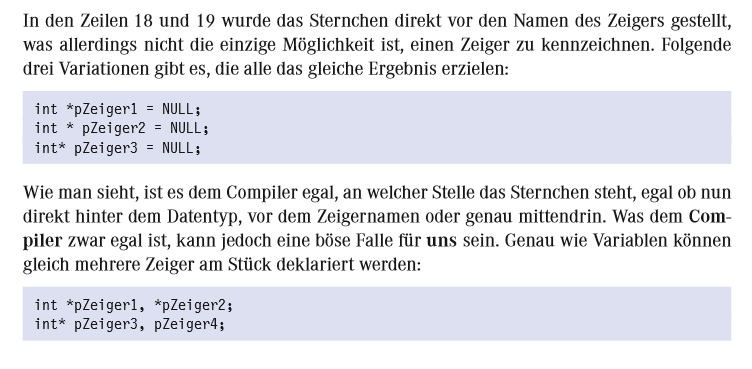 In den Zeilen 18 und 19 wurde das Sternchen direkt vor den Namen des Zeigers gestellt,
was allerdings nicht die einzige Möglichkeit ist, einen Zeiger zu kennzeichnen. Folgende
drei Variationen gibt es, die alle das gleiche Ergebnis erzielen:
int *pZeiger1 = NULL;
int * pZeiger2 = NULL;
int* pZeiger3 = NULL;
Wie man sieht, ist es dem Compiler egal, an welcher Stelle das Sternchen steht, egal ob nun
direkt hinter dem Datentyp, vor dem Zeigernamen oder genau mittendrin. Was dem Com-
piler zwar egal ist, kann jedoch eine böse Falle für uns sein. Genau wie Variablen können
gleich mehrere Zeiger am Stück deklariert werden:
int *pZeiger1, *pZeiger2;
int* pZeiger3, pZeiger4;